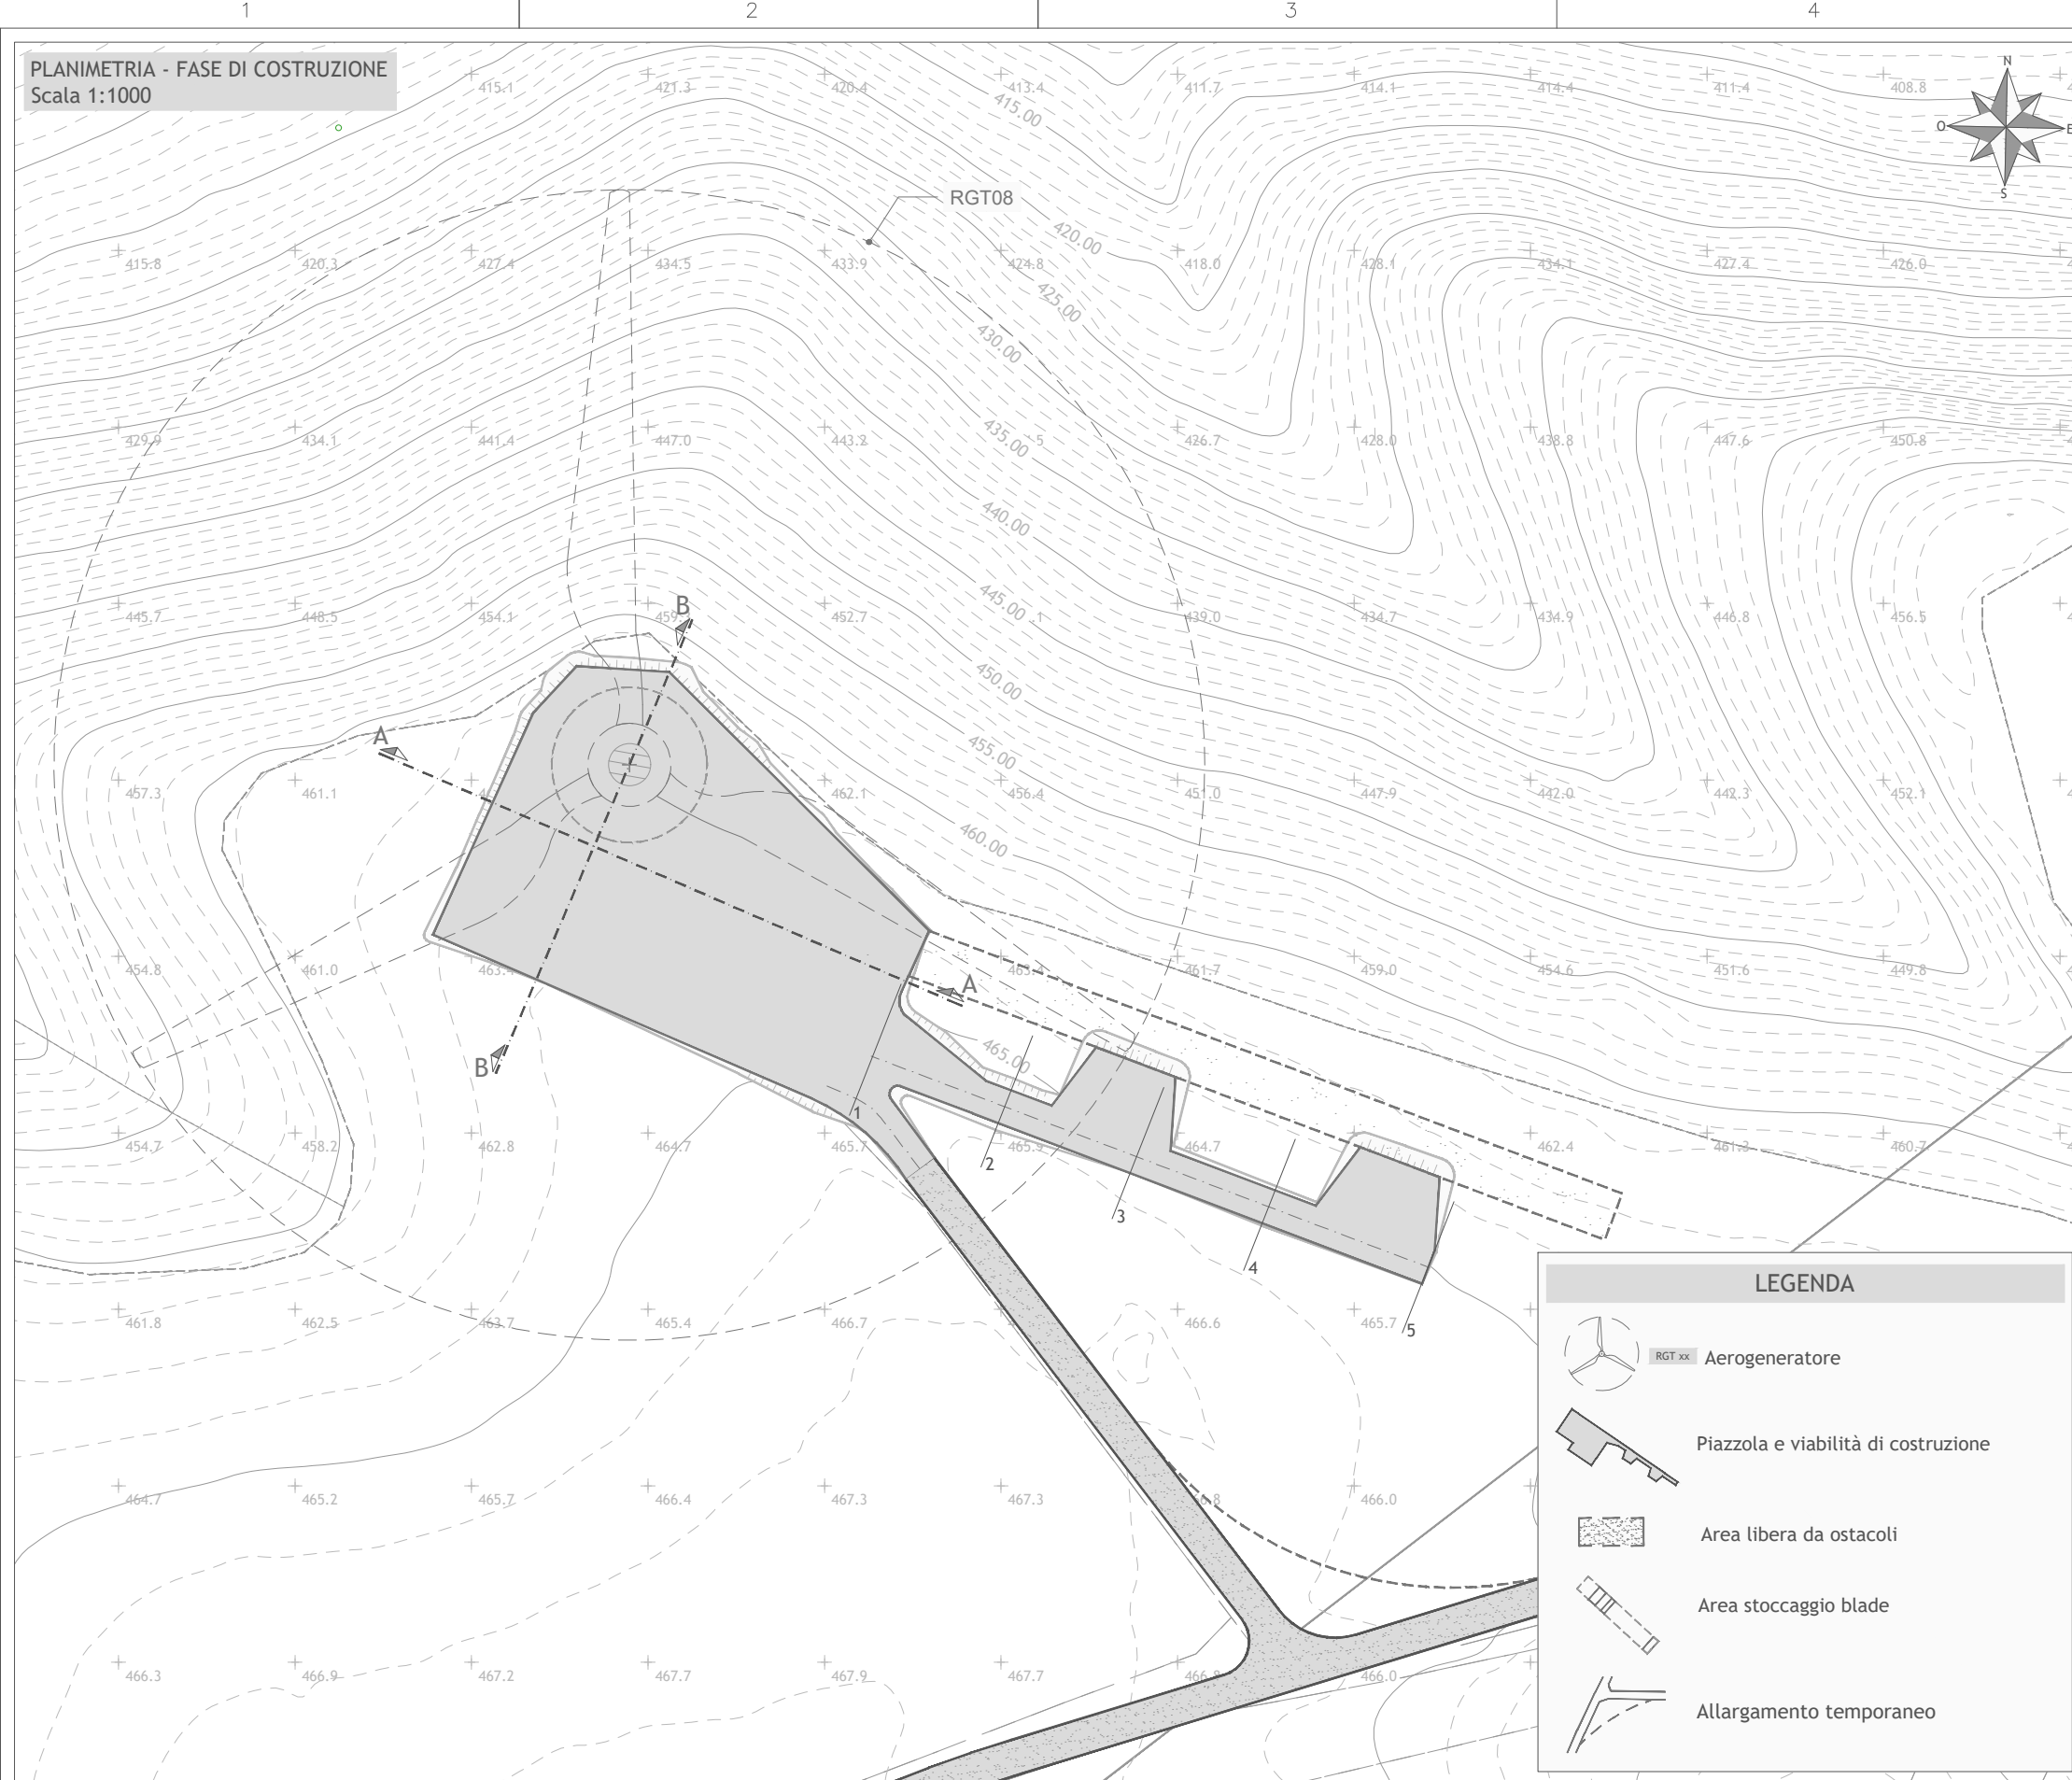 1 2 3 4
PLANIMETRIA - FASE DI COSTRUZIONE
Scala 1:1000
N
O
E
S
415.1 421.3 420.4 413.4 411.7 414.1 414.4 411.4 408.8
415.00
RGT08
420.00
415.8 420.3 427.4 434.5 433.9 424.8 418.0 428.1 434.1 427.4 426.0
425.00
430.00
429.9 434.1 441.4 447.0 443.2 435.00 5 426.7 428.0 438.8 447.6 450.8
440.00
445.00
B
445.7 448.5 454.1 459. 452.7 .1 439.0 434.7 434.9 446.8 456.5
450.00
A
455.00
457.3 461.1 462.1 456.4 451.0 447.9 442.0 442.3 452.1
460.00
454.8 461.0 463.4 463.4 461.7 459.0 454.6 451.6 449.8
A
465.00
B
1
454.7 458.2 462.8 464.7 465.7 465.9 464.7 462.4 461.3 460.7
2
3
4
461.8 462.5 463.7 465.4 466.7 466.6 465.7
5
464.7 465.2 465.7 466.4 467.3 467.3 466.0
466.3 466.9 467.2 467.7 467.9 467.7 466.0
LEGENDA
RGT xx Aerogeneratore
Piazzola e viabilità di costruzione
Area libera da ostacoli
Area stoccaggio blade
Allargamento temporaneo